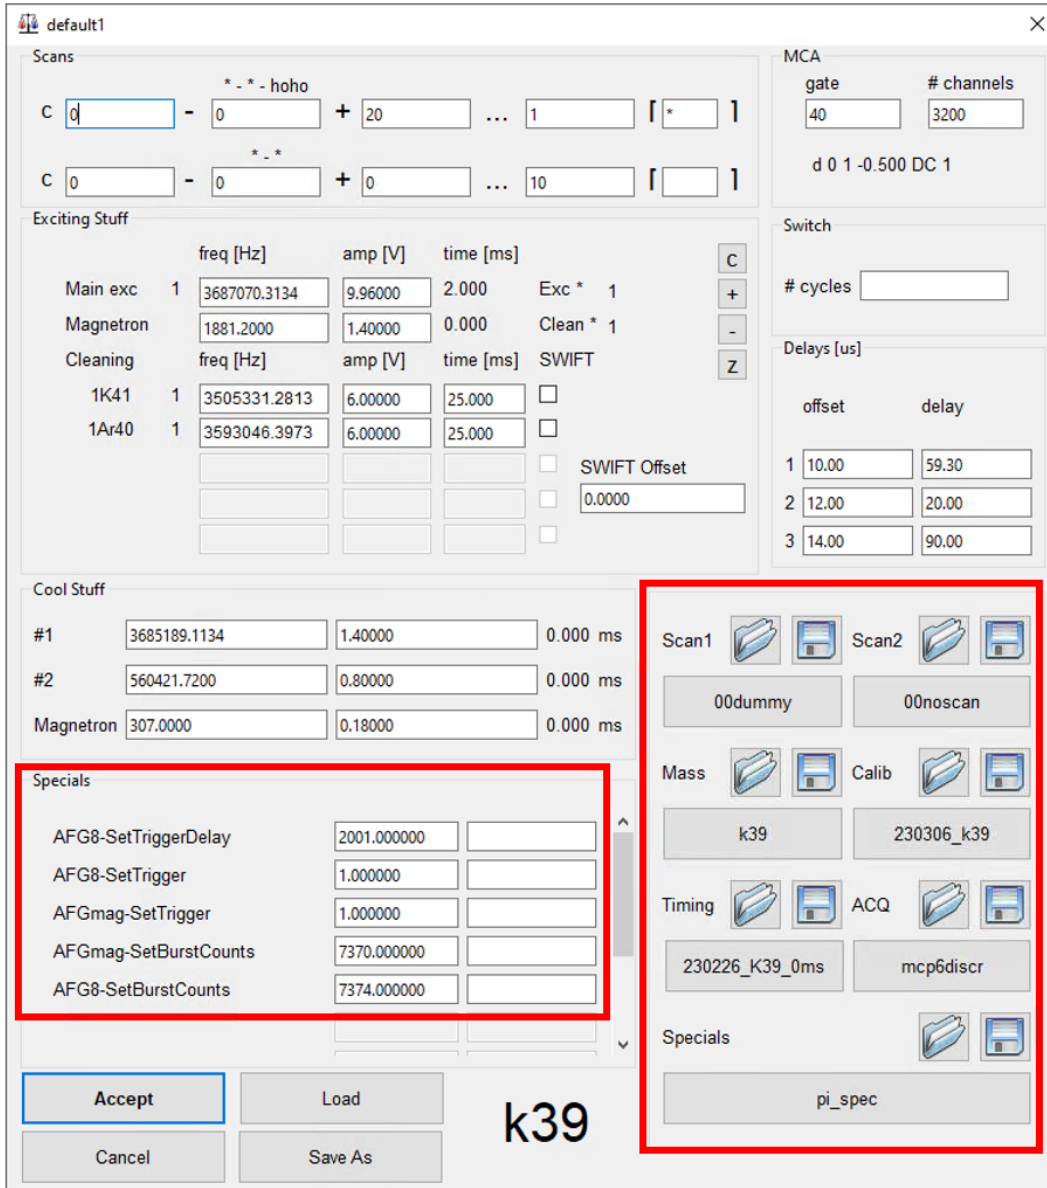 default1
Scans
* - * - hoho
c 0 - 0 + 20 ... 1 ⌈ * ⌉
* - *
c 0 - 0 + 0 ... 10 ⌈ ⌉
MCA
gate # channels
40 3200
d 0 1 -0.500 DC 1
Exciting Stuff
freq [Hz] amp [V] time [ms]
Main exc 1 3687070.3134 9.96000 2.000 Exc * 1
Magnetron 1881.2000 1.40000 0.000 Clean * 1
Cleaning freq [Hz] amp [V] time [ms] SWIFT
1K41 1 3505331.2813 6.00000 25.000
1Ar40 1 3593046.3973 6.00000 25.000
SWIFT Offset
0.0000
c
+
-
z
Switch
# cycles
Delays [us]
offset delay
1 10.00 59.30
2 12.00 20.00
3 14.00 90.00
Cool Stuff
#1 3685189.1134 1.40000 0.000 ms
#2 560421.7200 0.80000 0.000 ms
Magnetron 307.0000 0.18000 0.000 ms
Specials
AFG8-SetTriggerDelay 2001.000000
AFG8-SetTrigger 1.000000
AFGmag-SetTrigger 1.000000
AFGmag-SetBurstCounts 7370.000000
AFG8-SetBurstCounts 7374.000000
Scan1 Scan2
00dummy 00noscan
Mass Calib
k39 230306_k39
Timing ACQ
230226_K39_0ms mcp6discr
Specials
pi_spec
Accept Load
Cancel Save As
k39